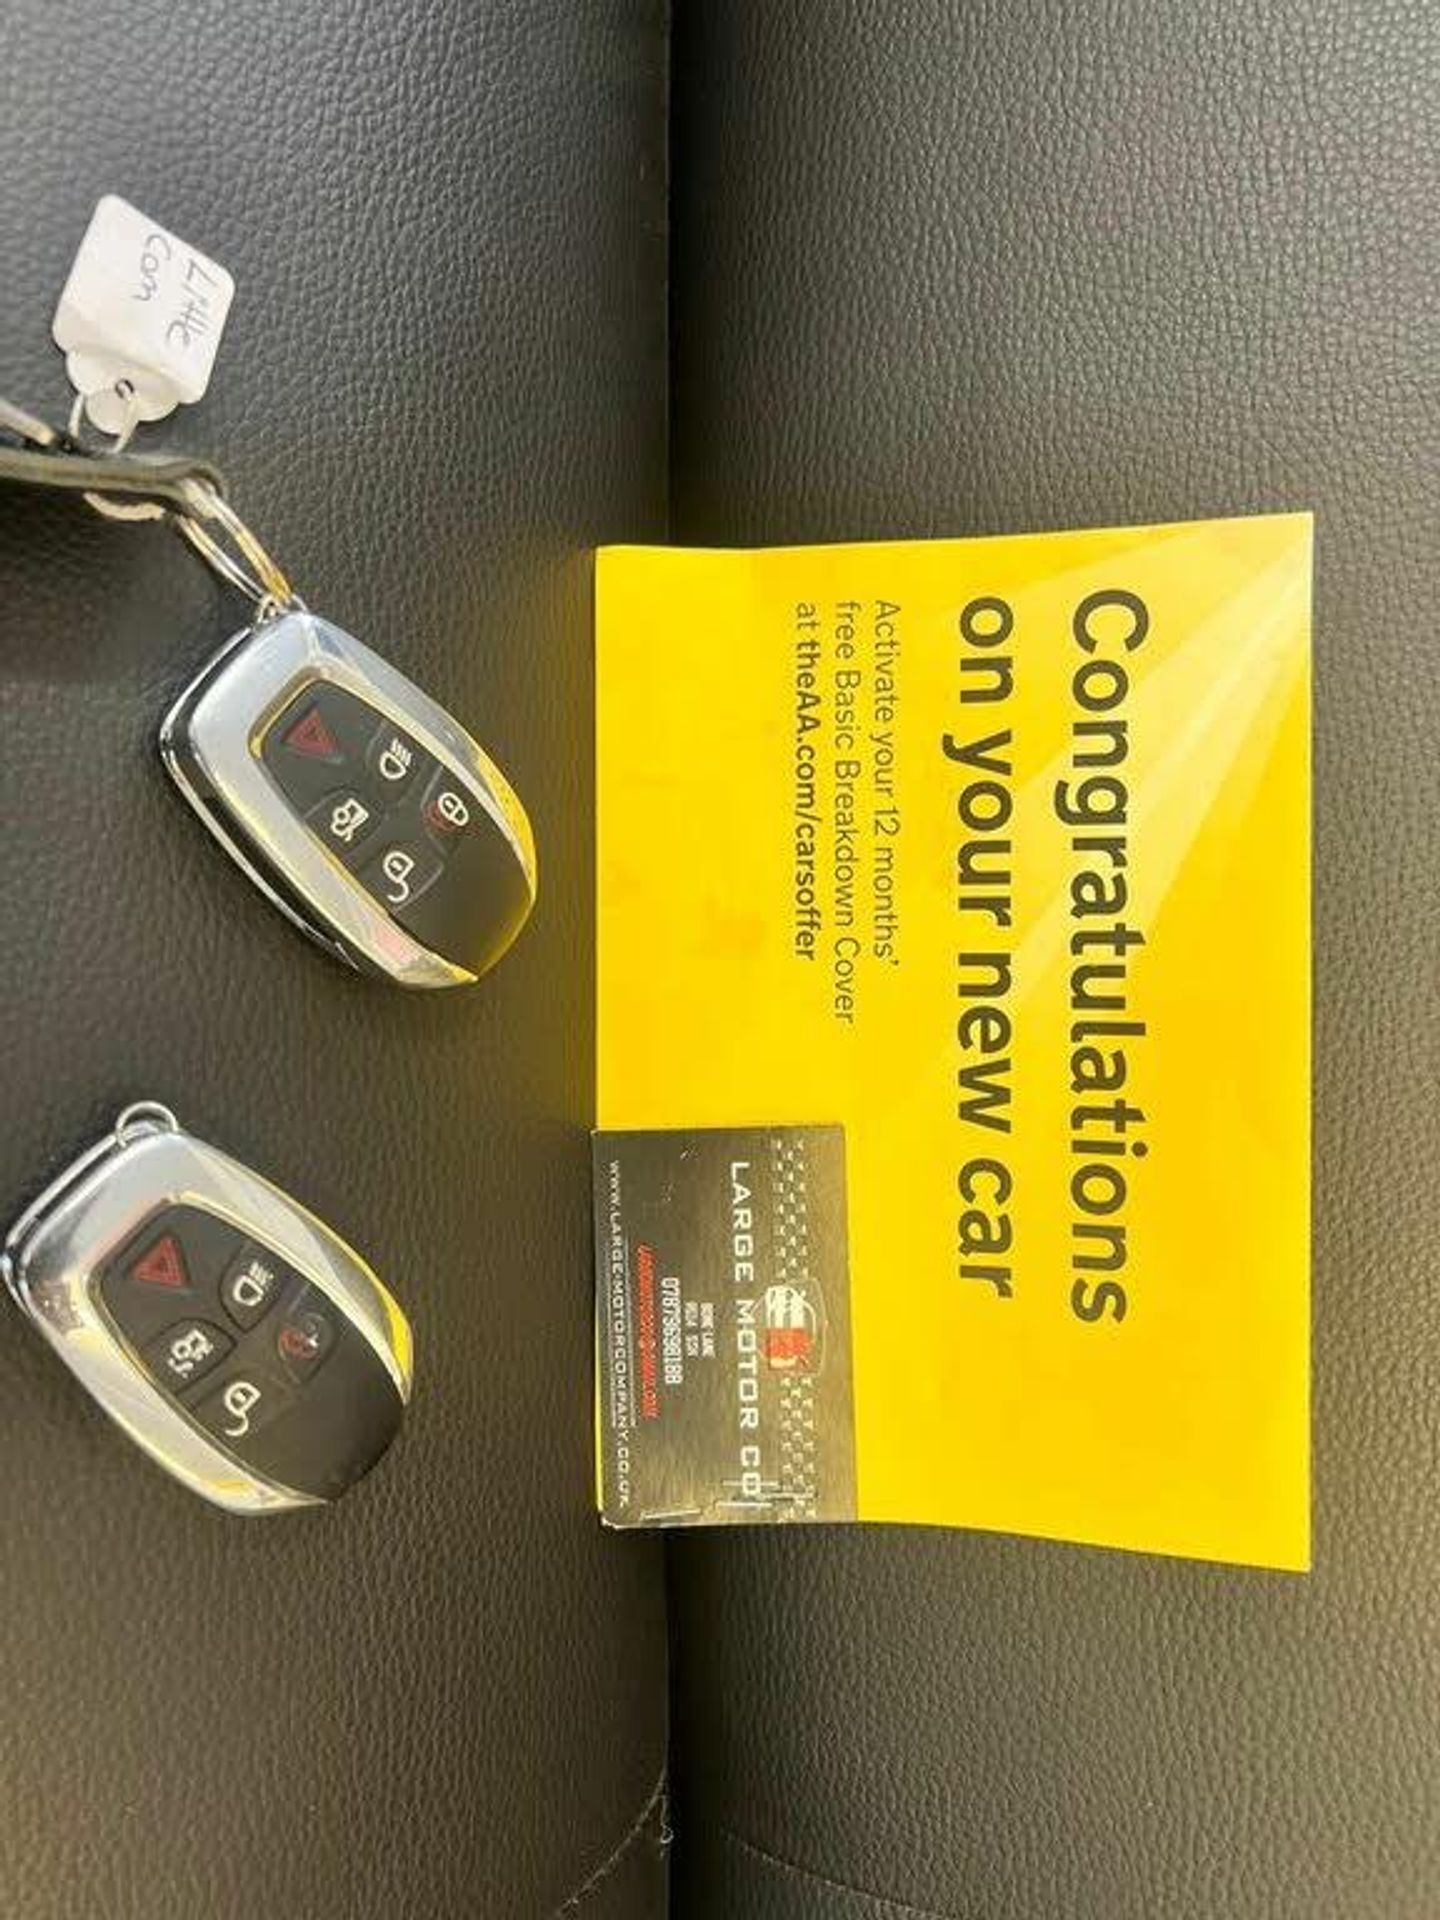 Congratulations
on your new car
Activate your 12 months'
free Basic Breakdown Cover
at theAA.com/carsoffer
LARGE MOTOR CO
07879698188
WWW.LARGEMOTORCOMPANY.CO.UK
Little